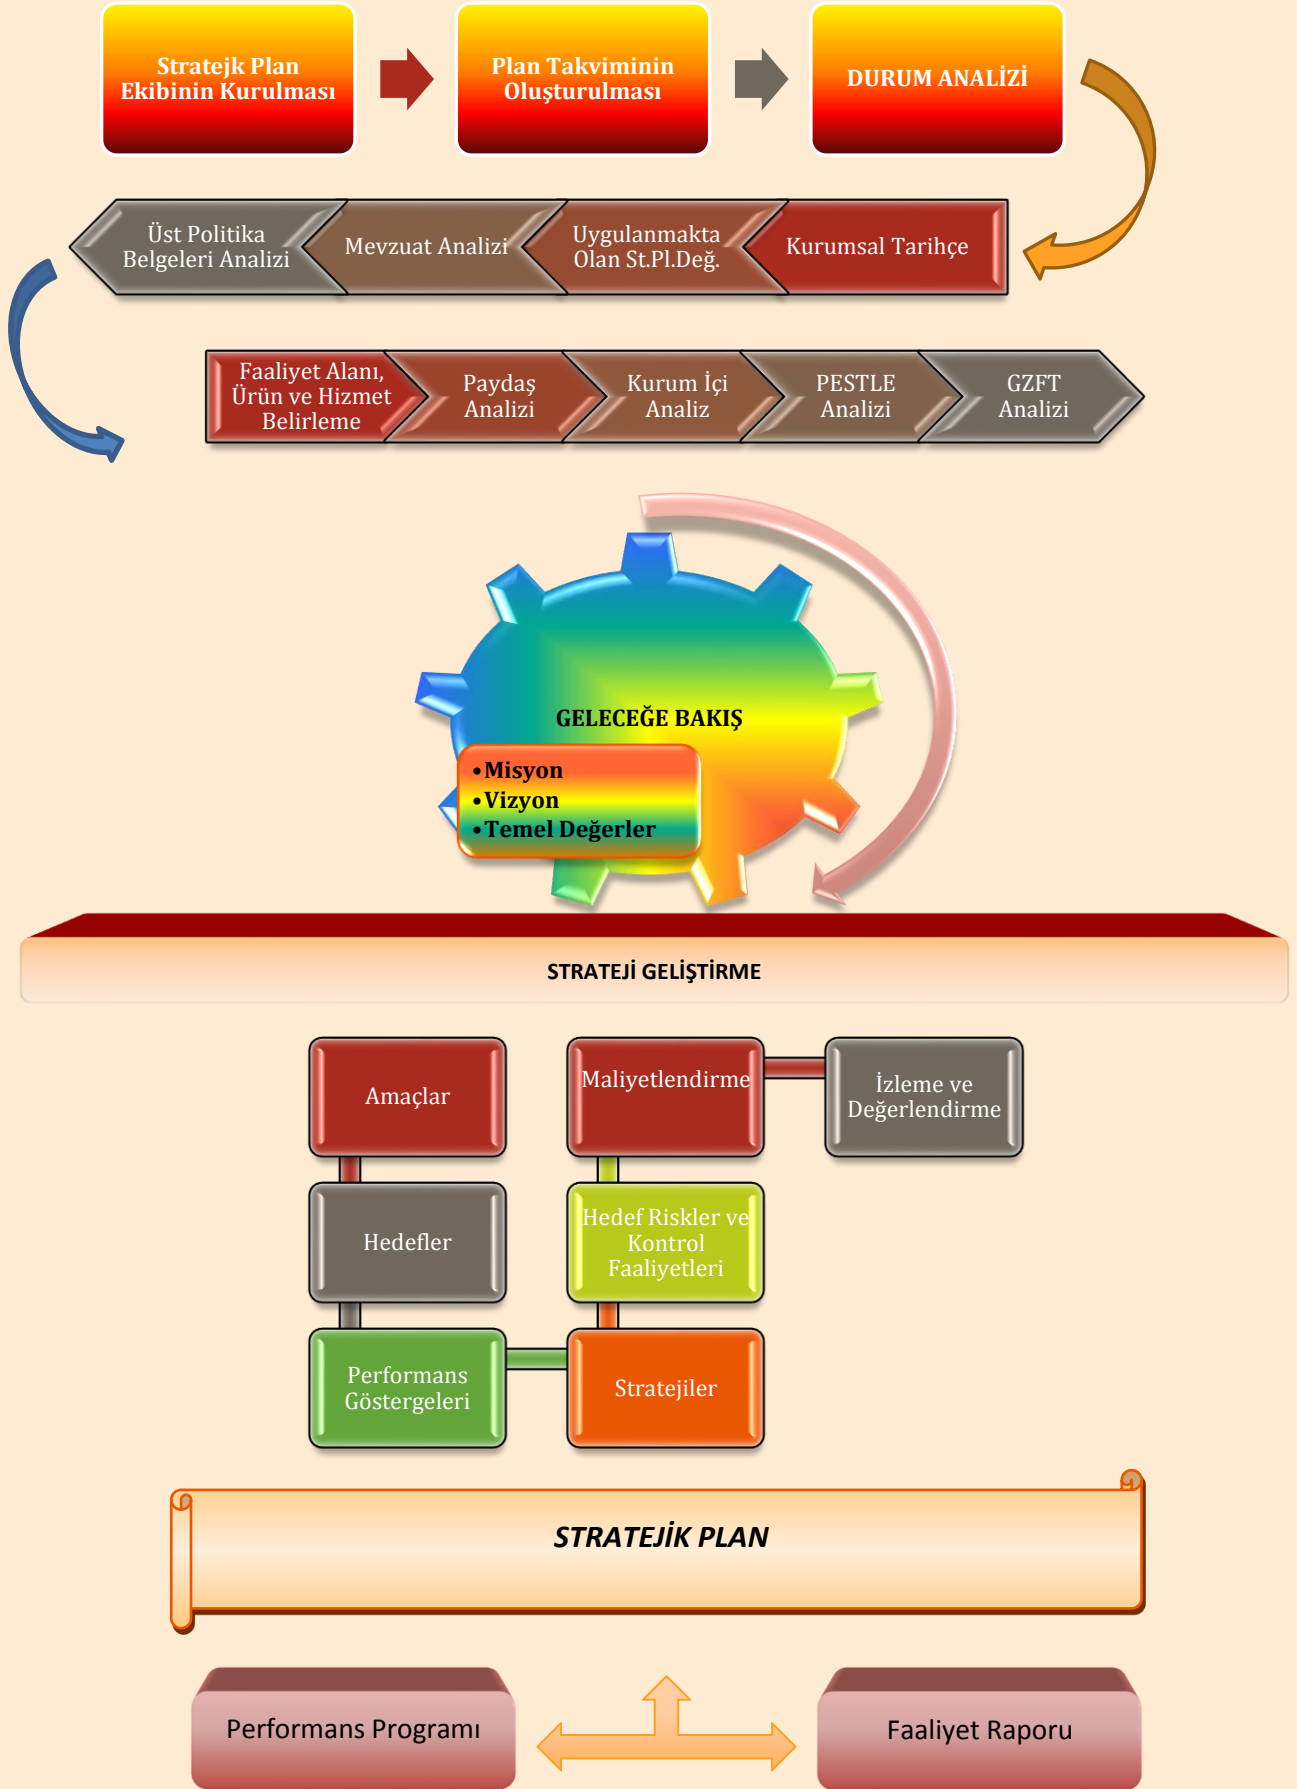 Stratejk Plan
Ekibinin Kurulması
Plan Takviminin
Oluşturulması
DURUM ANALİZİ
Üst Politika
Belgeleri Analizi
Mevzuat Analizi
Uygulanmakta
Olan St.Pl.Değ.
Kurumsal Tarihçe
Faaliyet Alanı,
Ürün ve Hizmet
Belirleme
Paydaş
Analizi
Kurum İçi
Analiz
PESTLE
Analizi
GZFT
Analizi
GELECEĞE BAKIŞ
•Misyon
•Vizyon
•Temel Değerler
STRATEJİ GELİŞTİRME
Amaçlar
Hedefler
Performans
Göstergeleri
Stratejiler
Hedef Riskler ve
Kontrol
Faaliyetleri
Maliyetlendirme
İzleme ve
Değerlendirme
STRATEJİK PLAN
Performans Programı
Faaliyet Raporu